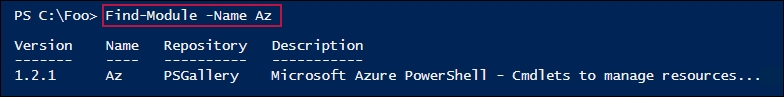 PS C:\Foo> Find-Module -Name Az
Version Name Repository Description
------- ---- ---------- -----------
1.2.1 Az PSGallery Microsoft Azure PowerShell - Cmdlets to manage resources...